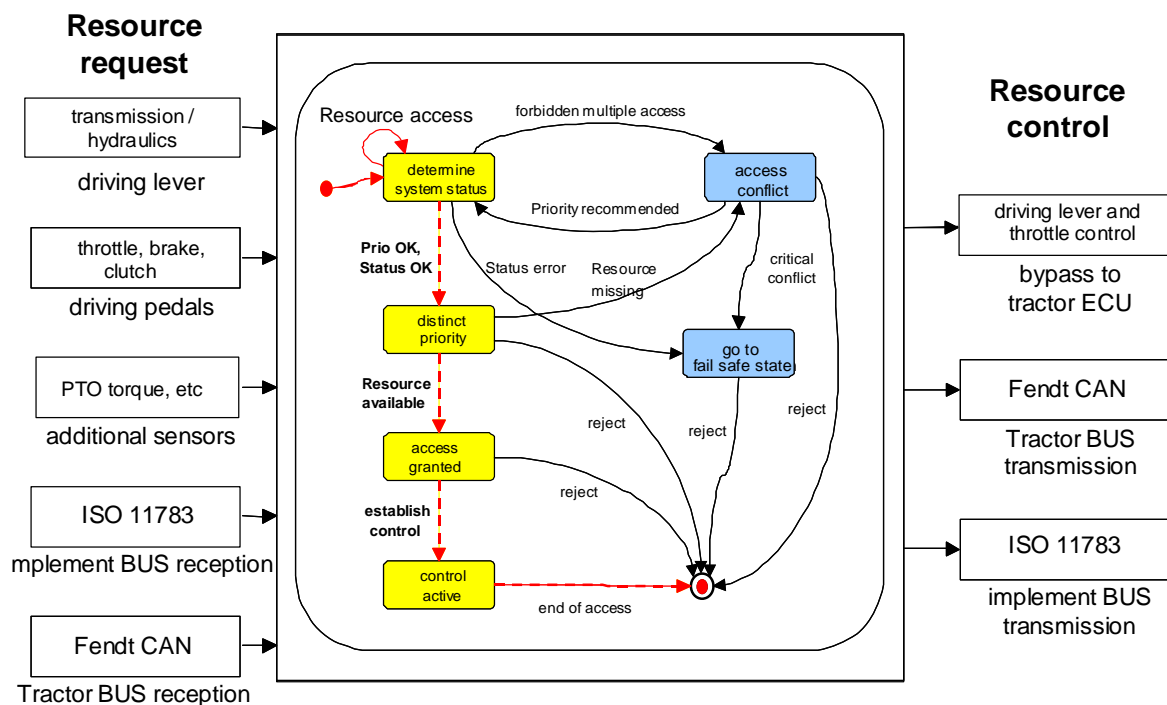 Resource
request
transmission /
hydraulics
driving lever
throttle, brake,
clutch
driving pedals
PTO torque, etc
additional sensors
ISO 11783
mplement BUS reception
Fendt CAN
Tractor BUS reception
Resource access
forbidden multiple access
determine
system status
access
conflict
Priority recommended
Prio OK,
Status OK
Status error
Resource
missing
critical
conflict
distinct
priority
go to
fail safe state
Resource
available
reject
reject
reject
access
granted
reject
establish
control
control
active
end of access
Resource
control
driving lever and
throttle control
bypass to
tractor ECU
Fendt CAN
Tractor BUS
transmission
ISO 11783
implement BUS
transmission